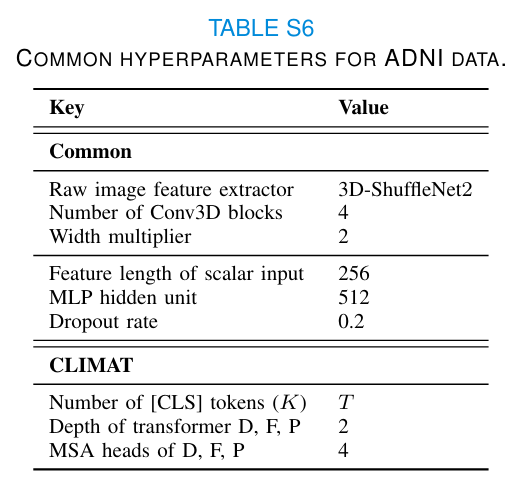 TABLE S6
COMMON HYPERPARAMETERS FOR ADNI DATA.
Key Value
Common
Raw image feature extractor 3D-ShuffleNet2
Number of Conv3D blocks 4
Width multiplier 2
Feature length of scalar input 256
MLP hidden unit 512
Dropout rate 0.2
CLIMAT
Number of [CLS] tokens (K) T
Depth of transformer D, F, P 2
MSA heads of D, F, P 4